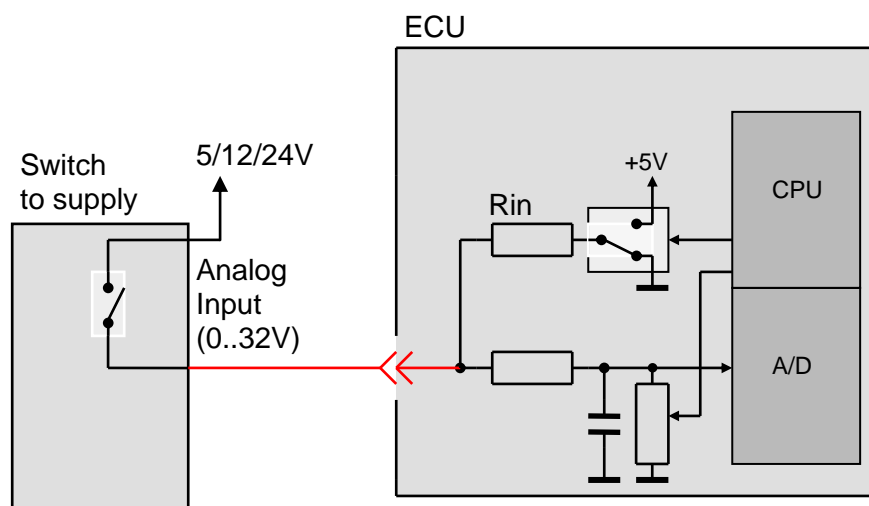 ECU
5/12/24V
Switch
to supply
+5V
CPU
Rin
Analog
Input
(0..32V)
A/D